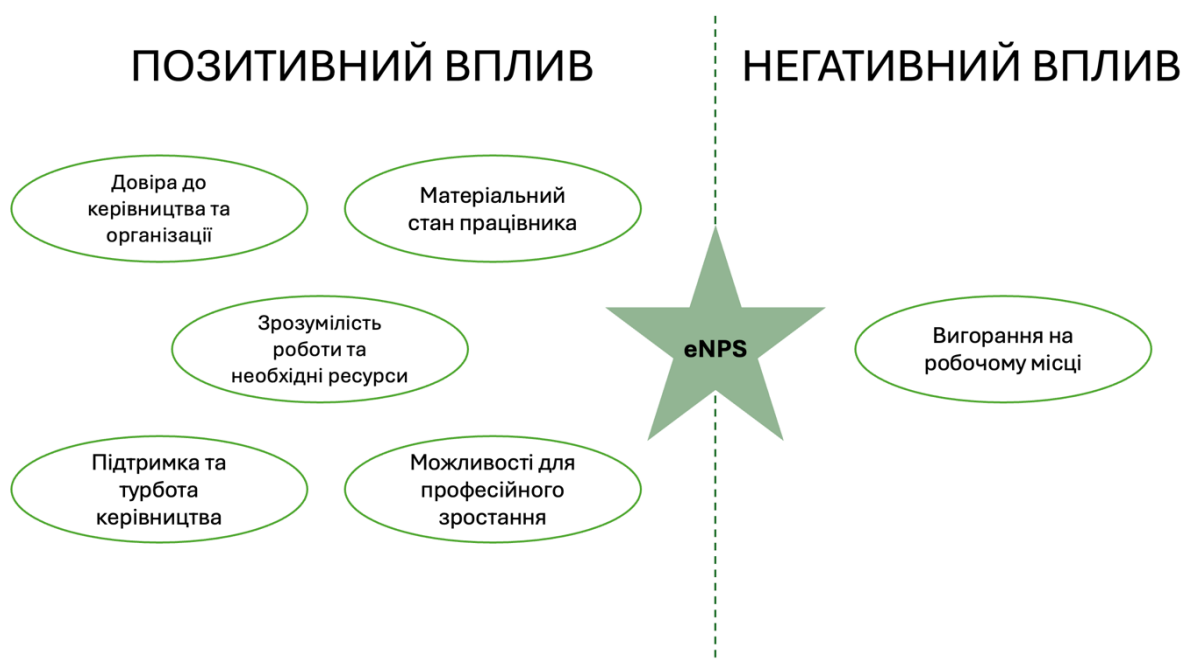 ПОЗИТИВНИЙ ВПЛИВ
НЕГАТИВНИЙ ВПЛИВ
Довіра до
керівництва та
організації
Матеріальний
стан працівника
Зрозумілість
роботи та
необхідні ресурси
Підтримка та
турбота
керівництва
Можливості для
професійного
зростання
eNPS
Вигорання на
робочому місці